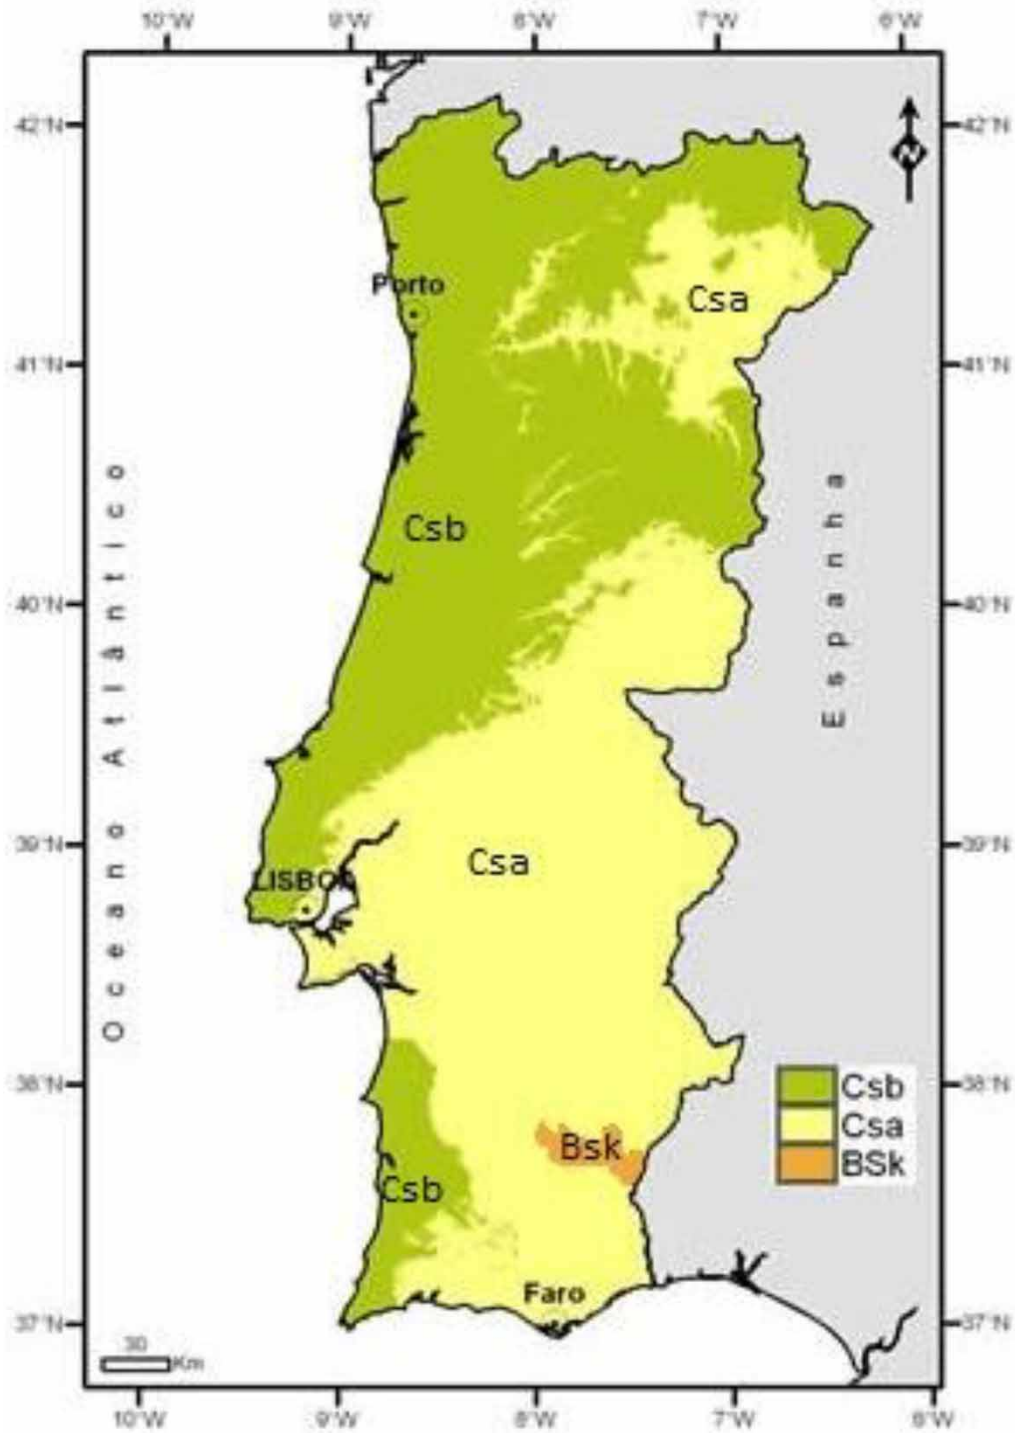 10°W 9°W 8°W 7°W 6°W
42°N 42°N
N
Porto
Csa
41°N 41°N
Csb
Oceano Atlântico
Espanha
40°N 40°N
39°N 39°N
Csa
LISBOA
38°N 38°N
Csb
Csa
BSk
Bsk
Csb
Faro
37°N 37°N
30
Km
10°W 9°W 8°W 7°W 6°W